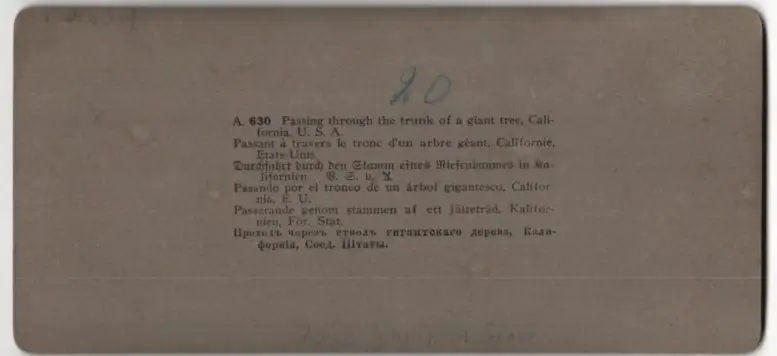 20
A 630 Passing through the trunk of a giant tree, Cali-
fornia, U. S. A.
Passant à travers le tronc d'un arbre géant, Californie,
Etats-Unis.
Durchfahrt durch den Stamm eines Riesenbaumes in Ka-
lifornien V. S. v. A.
Pasando por el tronco de un árbol gigantesco, Califor
nia, E. U.
Passerande genom stammen af ett jätteträd, Kalifor-
nien, För. Stat.
Проходъ черезъ стволъ гигантскаго дерева, Кали-
форнiа, Соед. Штаты.